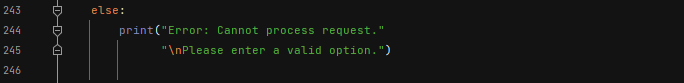 243 else:
244 print("Error: Cannot process request."
245 "\nPlease enter a valid option.")
246